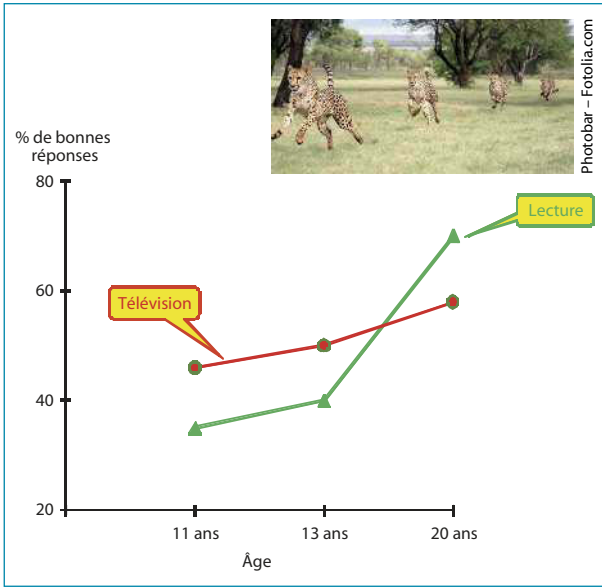 Photobar – Fotolia.com
% de bonnes
réponses
80
Lecture
Télévision
60
40
20
11 ans
13 ans
20 ans
Âge